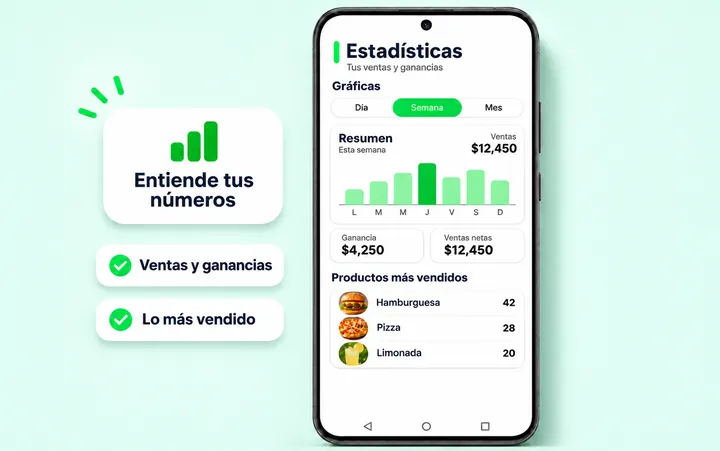 Entiende tus
números
Ventas y ganancias
Lo más vendido
Estadísticas
Tus ventas y ganancias
Gráficas
Día
Semana
Mes
Resumen
Esta semana
Ventas
$12,450
L M M J V S D
Ganancia
$4,250
Ventas netas
$12,450
Productos más vendidos
Hamburguesa 42
Pizza 28
Limonada 20